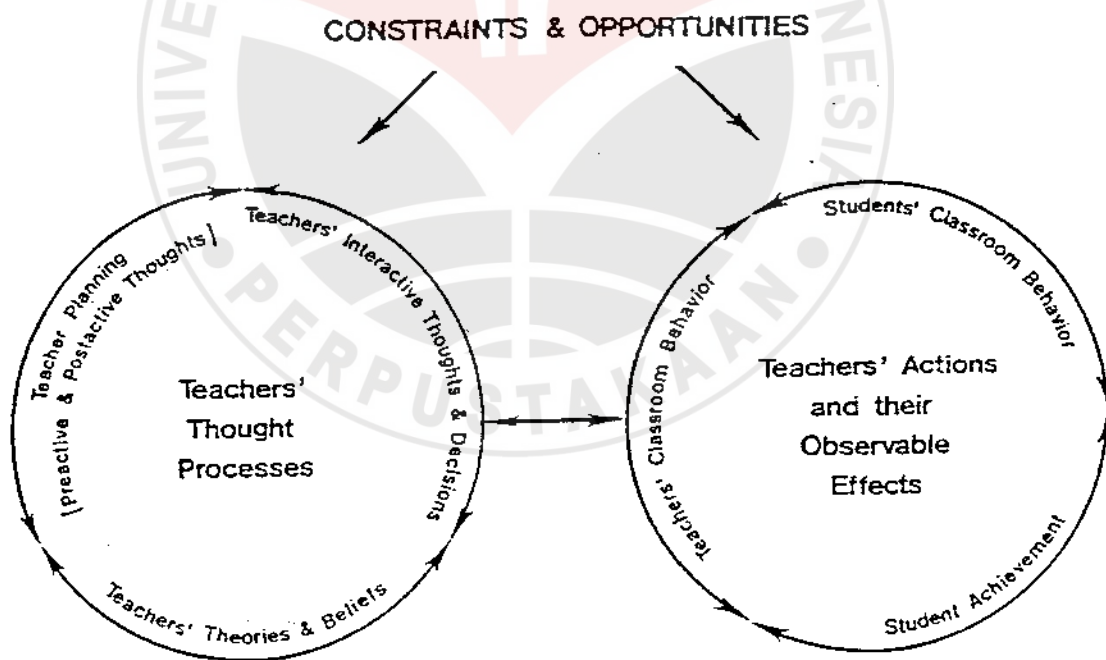 CONSTRAINTS & OPPORTUNITIES
Teacher Planning
[Preactive & Postactive Thoughts]
Teachers' Interactive Thoughts & Decisions
Teachers' Theories & Beliefs
Teachers'
Thought
Processes
Teachers' Classroom Behavior
Students' Classroom Behavior
Student Achievement
Teachers' Actions
and their
Observable
Effects
PERPUSTAKAAN